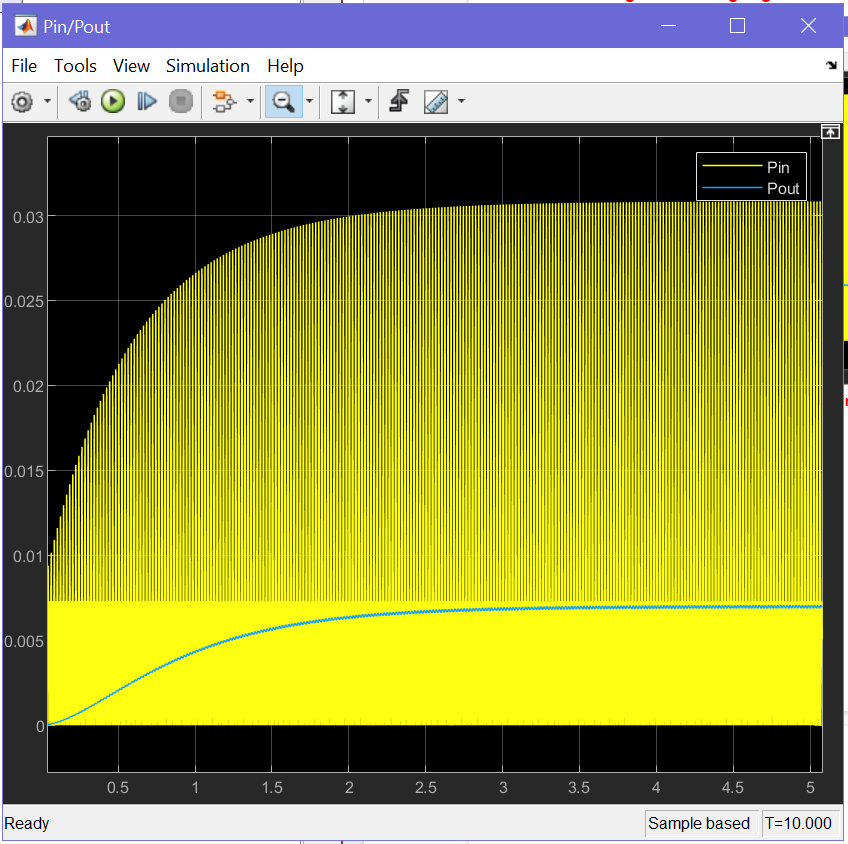 Pin/Pout
File Tools View Simulation Help
Pin
Pout
0.03
0.025
0.02
0.015
0.01
0.005
0
0.5 1 1.5 2 2.5 3 3.5 4 4.5 5
Ready
Sample based T=10.000